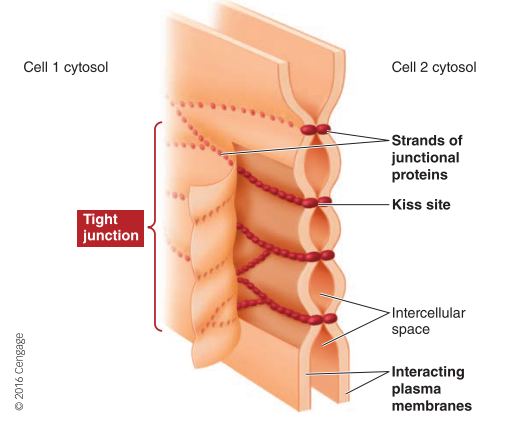 Cell 1 cytosol
Cell 2 cytosol
Strands of
junctional
proteins
Kiss site
Tight
junction
Intercellular
space
Interacting
plasma
membranes
© 2016 Cengage